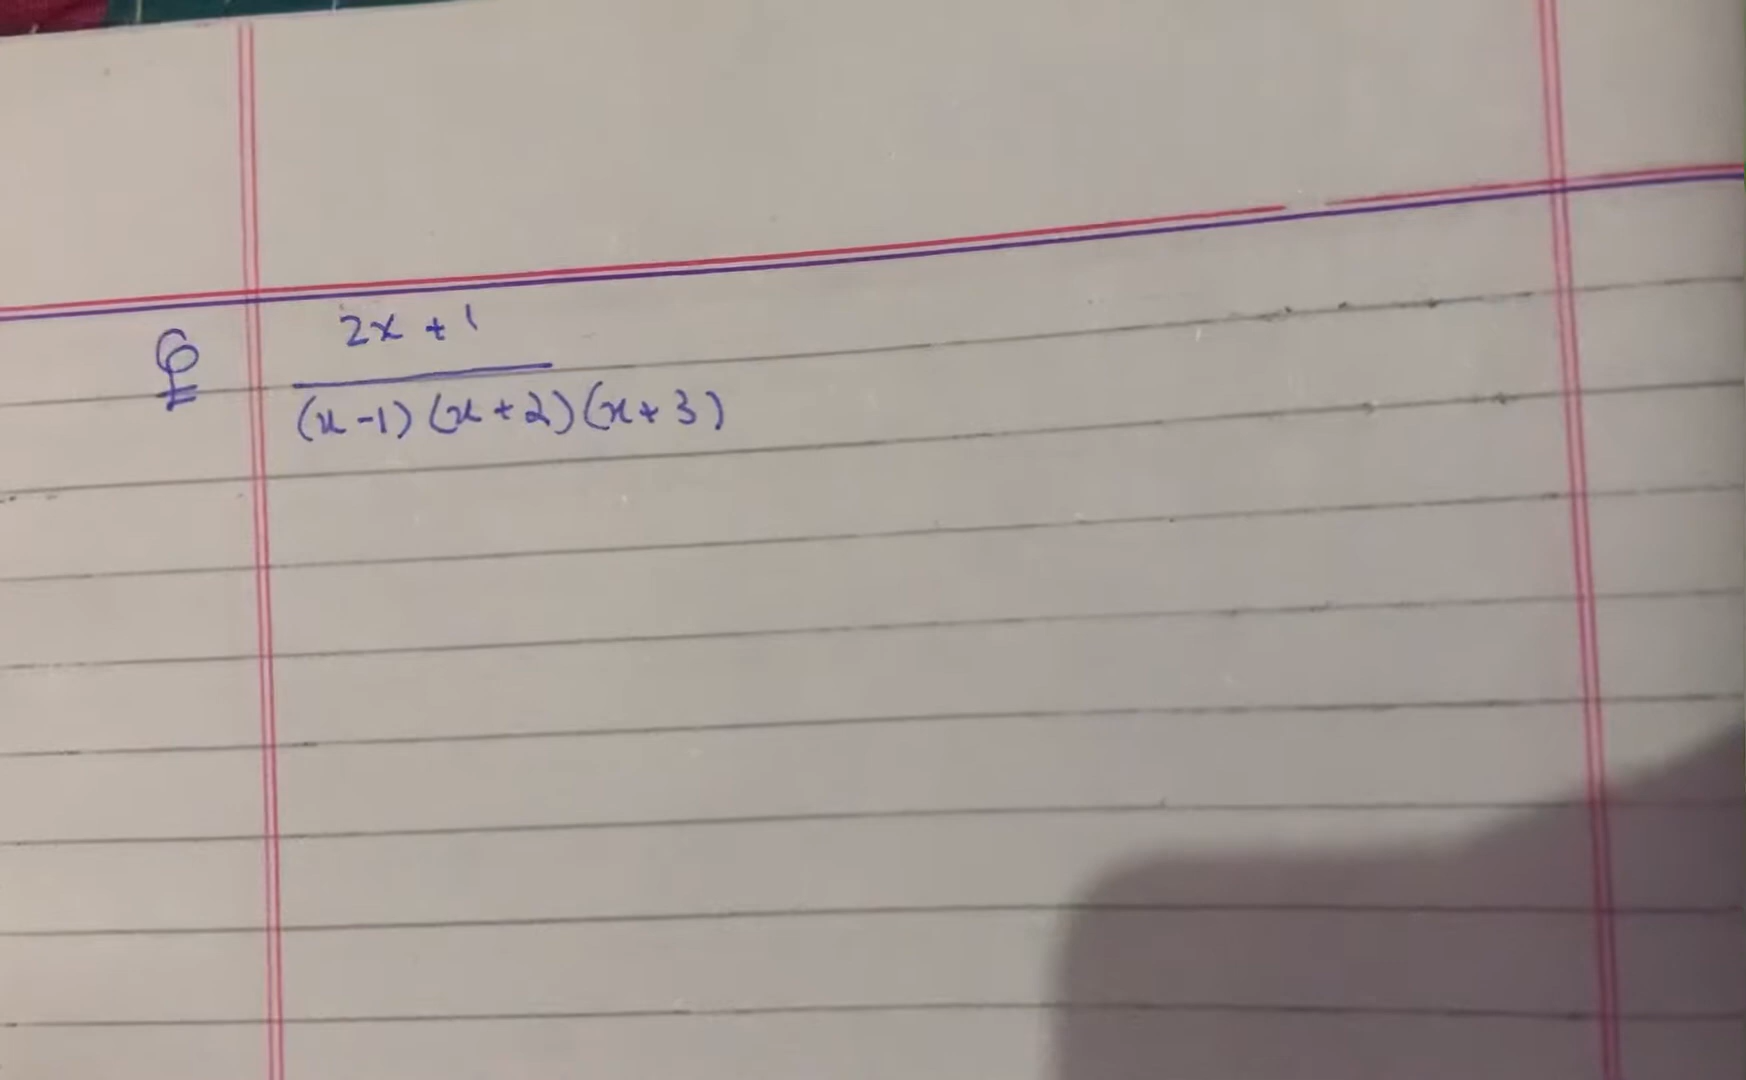 Q 2x + 1
(x-1) (x+2) (x+3)